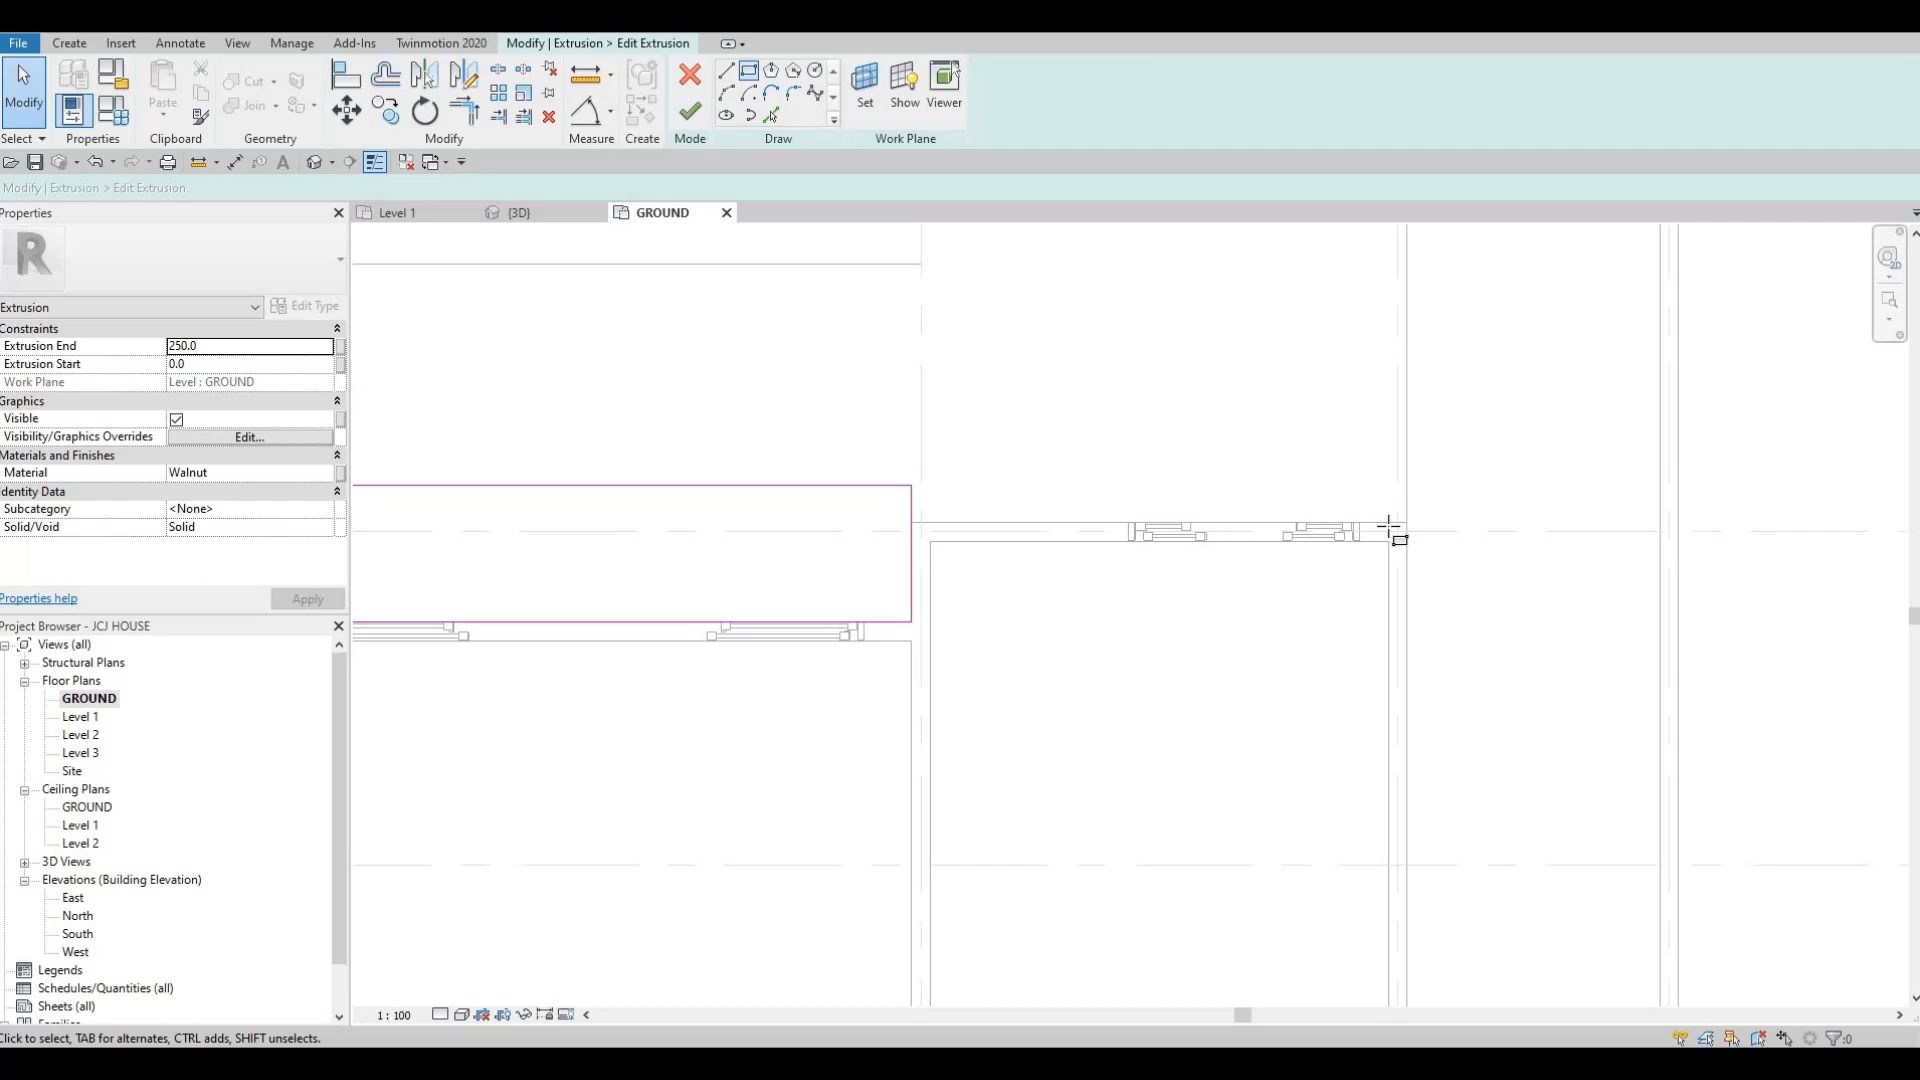 File Create Insert Annotate View Manage Add-Ins Twinmotion 2020 Modify | Extrusion > Edit Extrusion
Modify Paste Cut Join Set Show Viewer
Select Properties Clipboard Geometry Modify Measure Create Mode Draw Work Plane
Modify | Extrusion > Edit Extrusion
Properties Level 1 {3D} GROUND
R
Extrusion Edit Type
Constraints
Extrusion End 250.0
Extrusion Start 0.0
Work Plane Level : GROUND
Graphics
Visible
Visibility/Graphics Overrides Edit...
Materials and Finishes
Material Walnut
Identity Data
Subcategory <None>
Solid/Void Solid
Properties help Apply
Project Browser - JCJ HOUSE
Views (all)
Structural Plans
Floor Plans
GROUND
Level 1
Level 2
Level 3
Site
Ceiling Plans
GROUND
Level 1
Level 2
3D Views
Elevations (Building Elevation)
East
North
South
West
Legends
Schedules/Quantities (all)
Sheets (all)
1 : 100
Click to select, TAB for alternates, CTRL adds, SHIFT unselects. :0